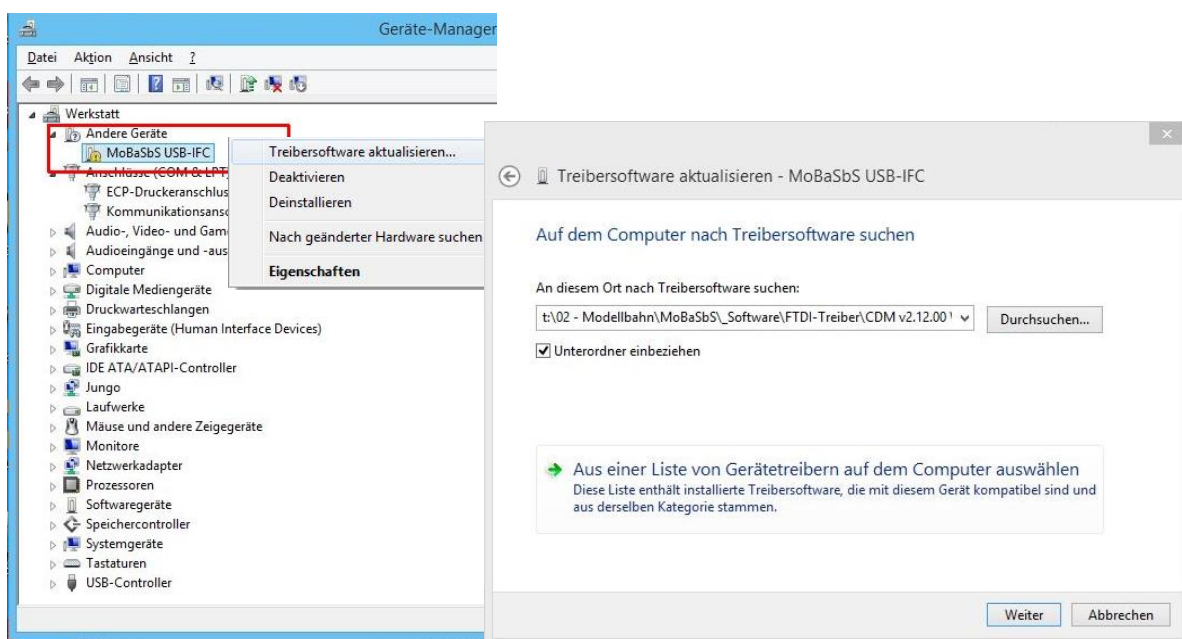 Geräte-Manager
Datei Aktion Ansicht ?
Werkstatt
Andere Geräte
MoBaSbS USB-IFC
Anschlüsse (COM & LPT)
ECP-Druckeranschlus
Kommunikationsansc
Audio-, Video- und Gam
Audioeingänge und -aus
Computer
Digitale Mediengeräte
Druckwarteschlangen
Eingabegeräte (Human Interface Devices)
Grafikkarte
IDE ATA/ATAPI-Controller
Jungo
Laufwerke
Mäuse und andere Zeigegeräte
Monitore
Netzwerkadapter
Prozessoren
Softwaregeräte
Speichercontroller
Systemgeräte
Tastaturen
USB-Controller
Treibersoftware aktualisieren...
Deaktivieren
Deinstallieren
Nach geänderter Hardware suchen
Eigenschaften
Treibersoftware aktualisieren - MoBaSbS USB-IFC
Auf dem Computer nach Treibersoftware suchen
An diesem Ort nach Treibersoftware suchen:
t:\02 - Modellbahn\MoBaSbS\_Software\FTDI-Treiber\CDM v2.12.00
Durchsuchen...
Unterordner einbeziehen
Aus einer Liste von Gerätetreibern auf dem Computer auswählen
Diese Liste enthält installierte Treibersoftware, die mit diesem Gerät kompatibel sind und
aus derselben Kategorie stammen.
Weiter Abbrechen